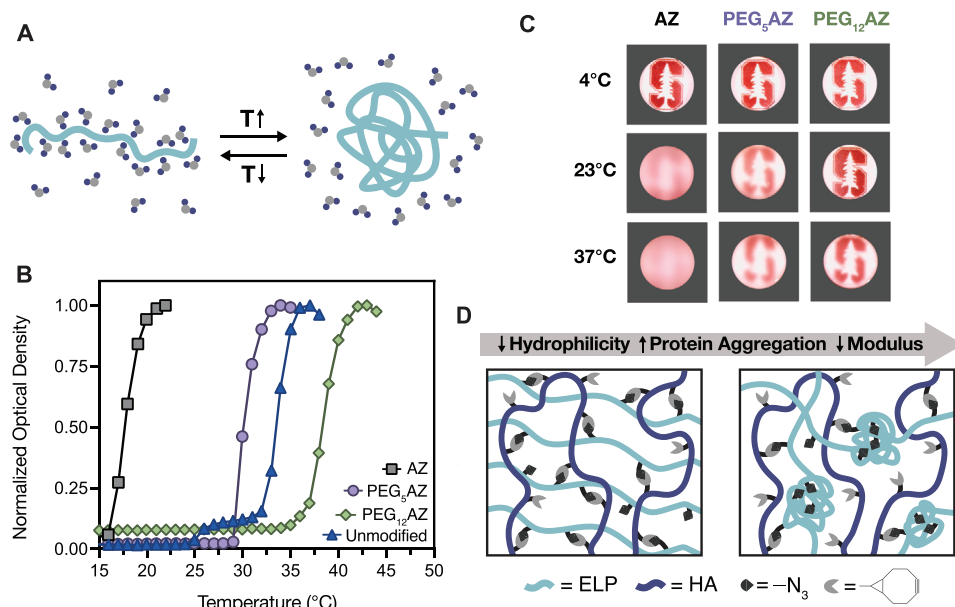 A
T↑
T↓
B
Normalized Optical Density
1.00
0.75
0.50
0.25
0.00
15 20 25 30 35 40 45 50
Temperature (°C)
AZ
PEG₅AZ
PEG₁₂AZ
Unmodified
C
AZ PEG₅AZ PEG₁₂AZ
4°C
23°C
37°C
D
↓Hydrophilicity ↑Protein Aggregation ↓Modulus
= ELP = HA = –N₃ =